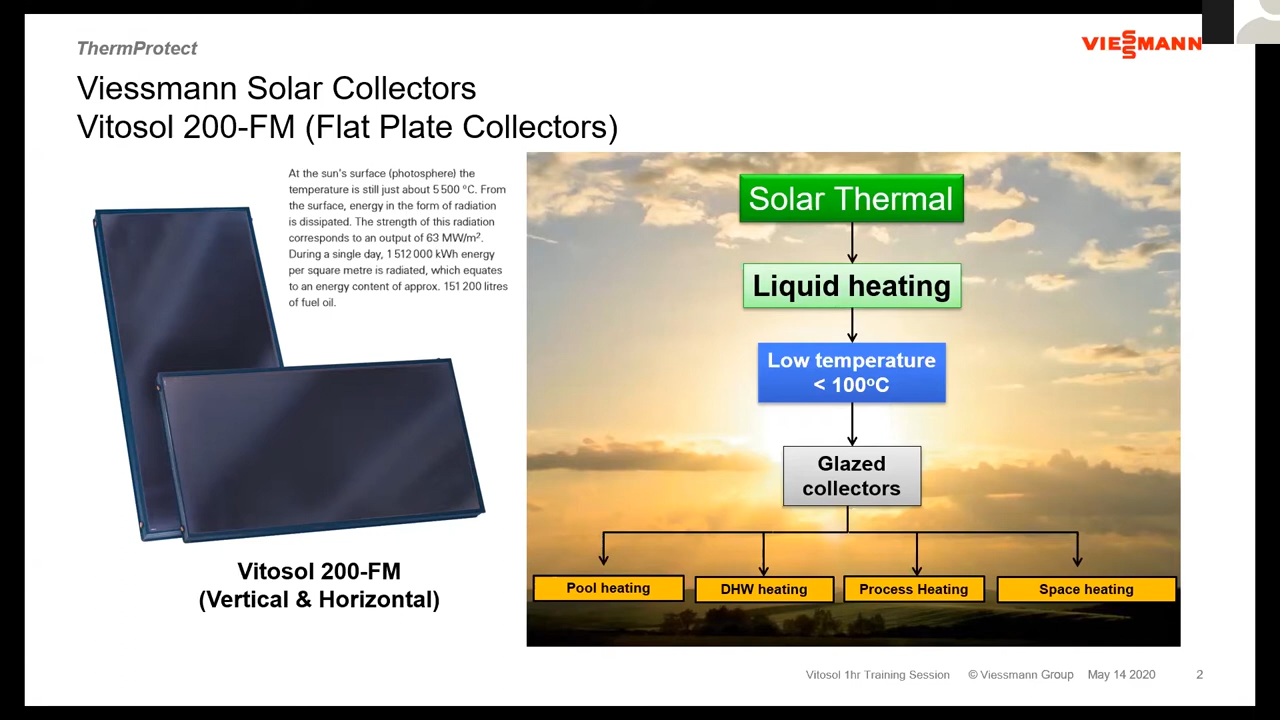 ThermProtect
VIESSMANN
Viessmann Solar Collectors
Vitosol 200-FM (Flat Plate Collectors)
At the sun's surface (photosphere) the
temperature is still just about 5 500 °C. From
the surface, energy in the form of radiation
is dissipated. The strength of this radiation
corresponds to an output of 63 MW/m².
During a single day, 1 512 000 kWh energy
per square metre is radiated, which equates
to an energy content of approx. 151 200 litres
of fuel oil.
Vitosol 200-FM
(Vertical & Horizontal)
Solar Thermal
Liquid heating
Low temperature
< 100ºC
Glazed
collectors
Pool heating
DHW heating
Process Heating
Space heating
Vitosol 1hr Training Session © Viessmann Group May 14 2020 2